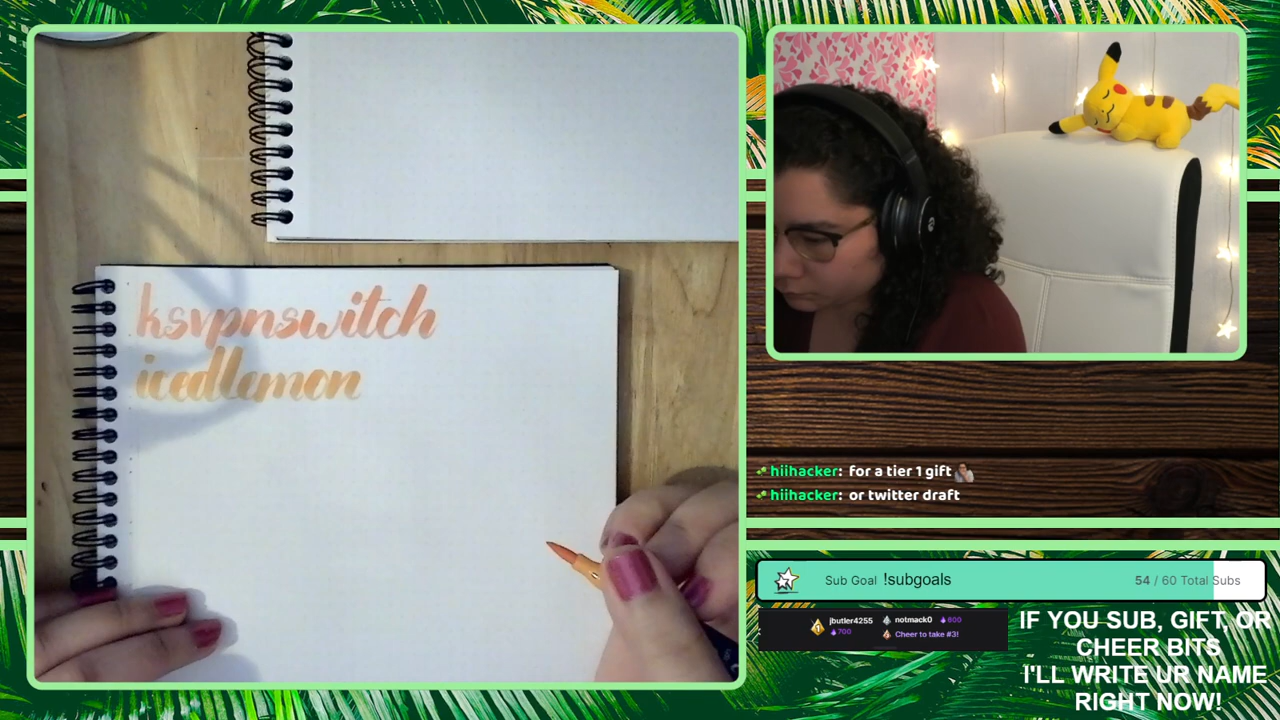 ksvpnswitch
icedlemon
hiihacker: for a tier 1 gift
hiihacker: or twitter draft
Sub Goal !subgoals 54 / 60 Total Subs
1 jbutler4255 700
notmack0 600
Cheer to take #3!
IF YOU SUB, GIFT, OR
CHEER BITS
I'LL WRITE UR NAME
RIGHT NOW!